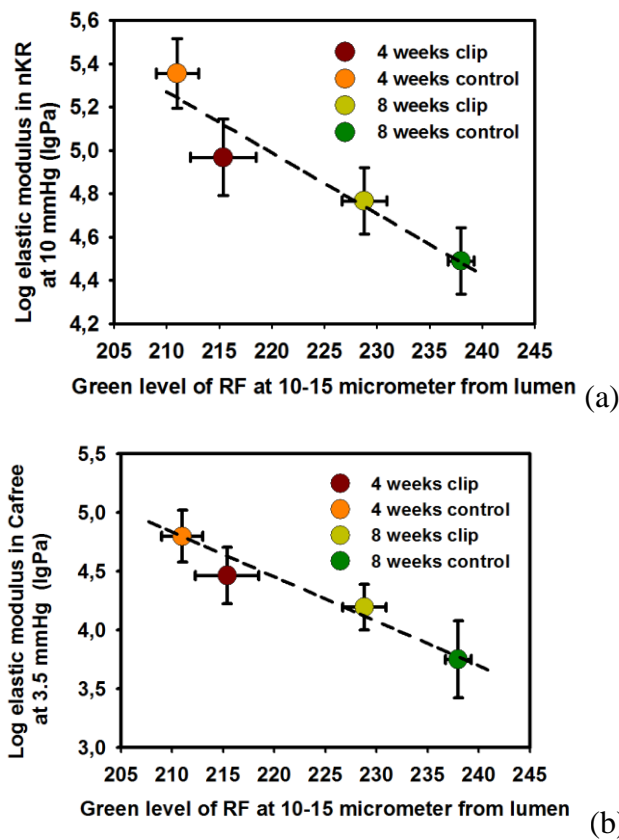 5,6
5,4
5,2
5,0
4,8
4,6
4,4
4,2
Log elastic modulus in nKR
at 10 mmHg (lgPa)
4 weeks clip
4 weeks control
8 weeks clip
8 weeks control
205 210 215 220 225 230 235 240 245
Green level of RF at 10-15 micrometer from lumen
(a)
5,5
5,0
4,5
4,0
3,5
3,0
Log elastic modulus in Cafree
at 3.5 mmHg (lgPa)
4 weeks clip
4 weeks control
8 weeks clip
8 weeks control
205 210 215 220 225 230 235 240 245
Green level of RF at 10-15 micrometer from lumen
(b)